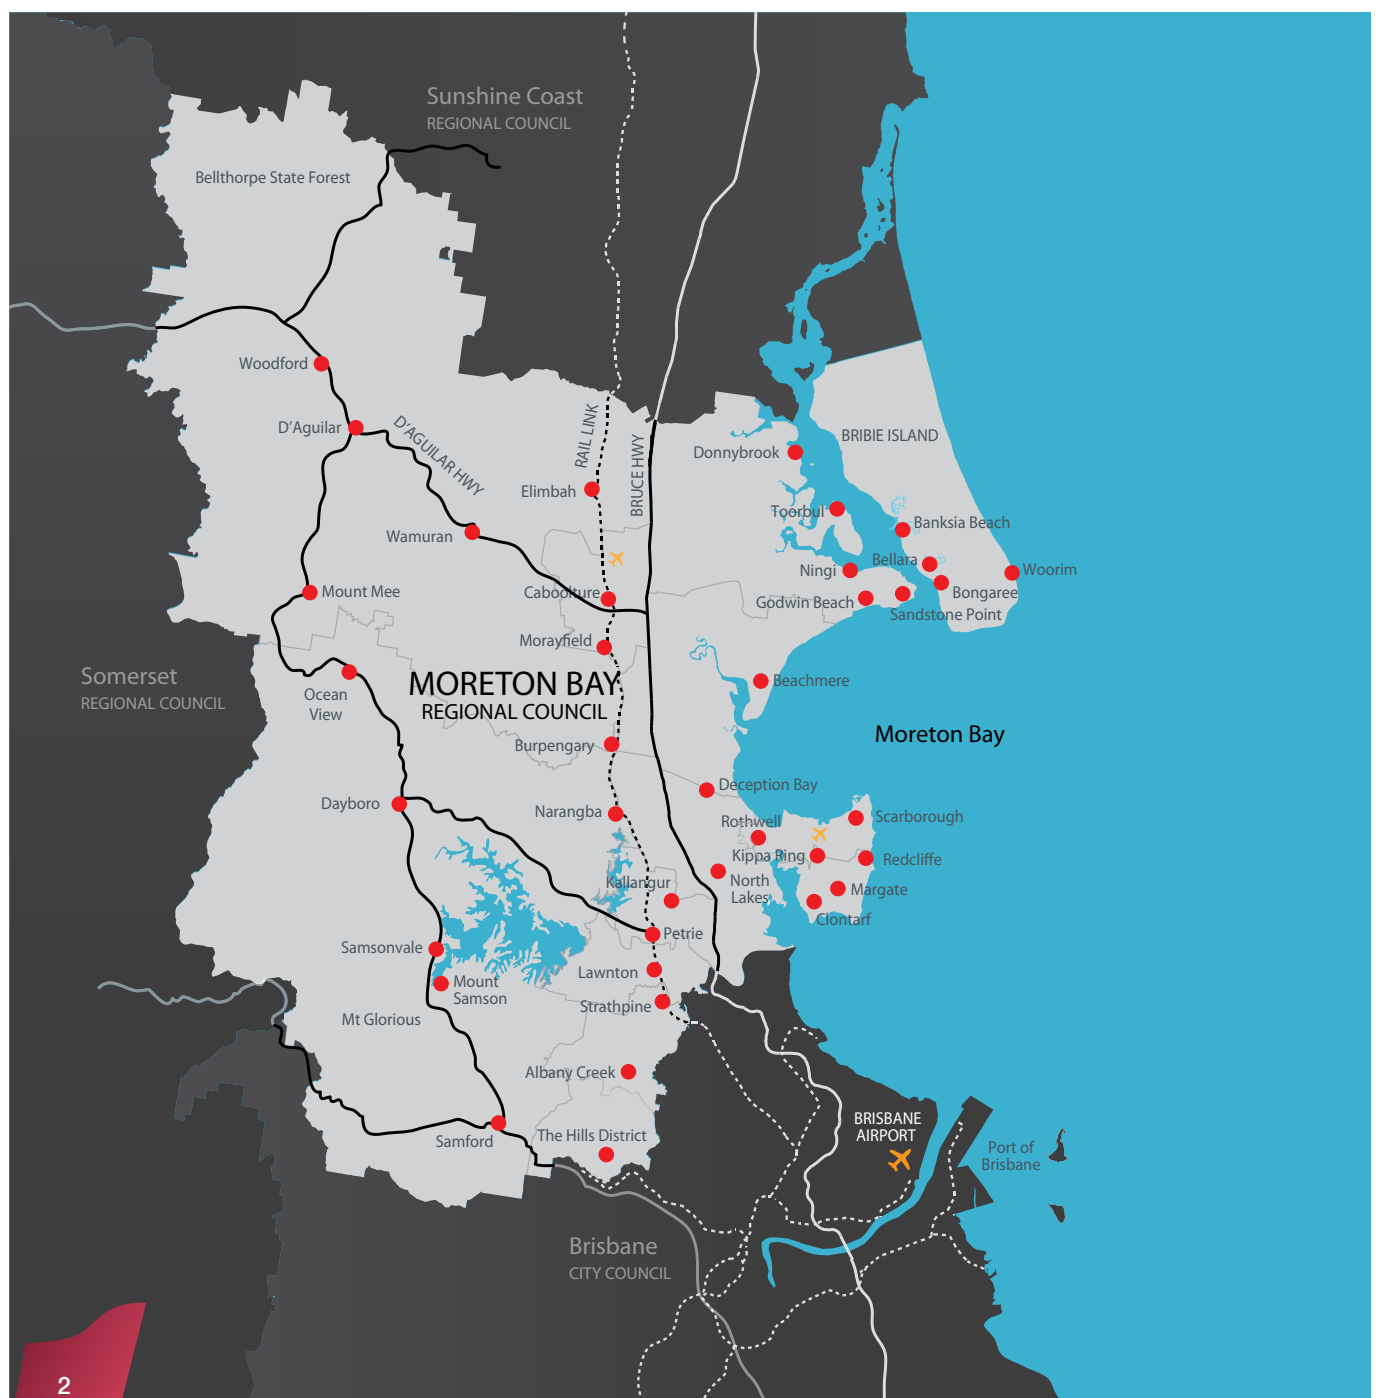 Sunshine Coast
REGIONAL COUNCIL
Bellthorpe State Forest
Woodford
D'Aguilar
D'AGUILAR HWY
RAIL LINK
BRUCE HWY
BRIBIE ISLAND
Donnybrook
Elimbah
Toorbul
Banksia Beach
Wamuran
Bellara
Ningi
Woorim
Mount Mee
Caboolture
Godwin Beach
Bongaree
Sandstone Point
Morayfield
Somerset
REGIONAL COUNCIL
MORETON BAY
REGIONAL COUNCIL
Ocean
View
Beachmere
Moreton Bay
Burpengary
Deception Bay
Dayboro
Narangba
Rothwell
Scarborough
Kippa Ring
Redcliffe
Kallangur
North
Lakes
Margate
Clontarf
Petrie
Samsonvale
Lawnton
Mount
Samson
Strathpine
Mt Glorious
Albany Creek
BRISBANE
AIRPORT
Samford
The Hills District
Port of
Brisbane
Brisbane
CITY COUNCIL
2